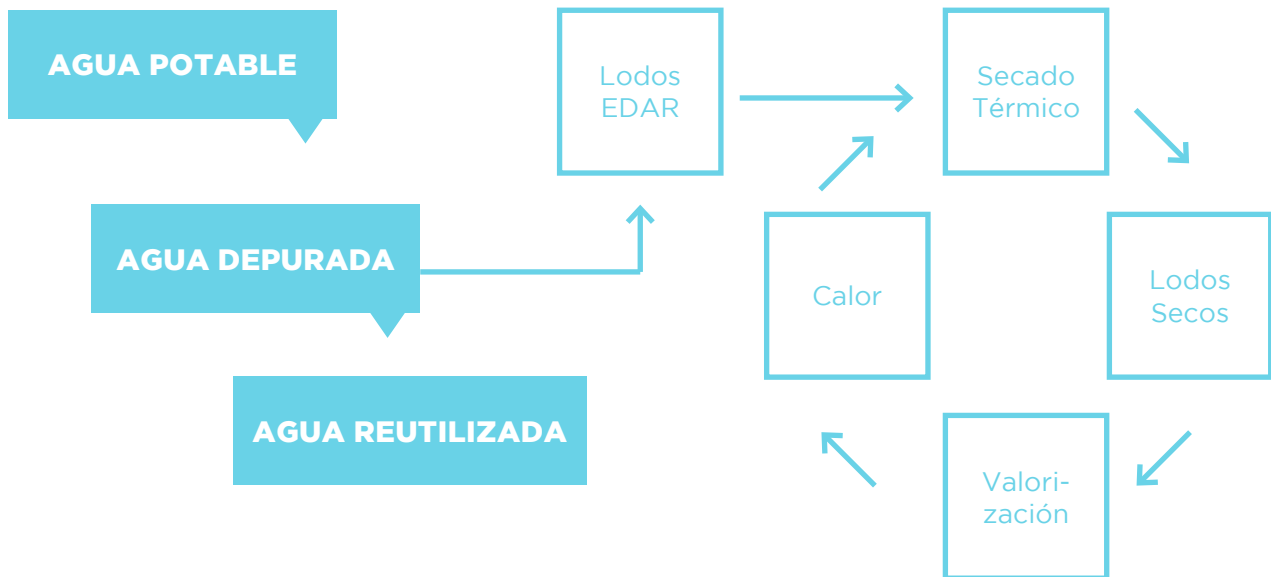 AGUA POTABLE
Lodos
EDAR
Secado
Térmico
AGUA DEPURADA
Calor
Lodos
Secos
AGUA REUTILIZADA
Valori-
zación